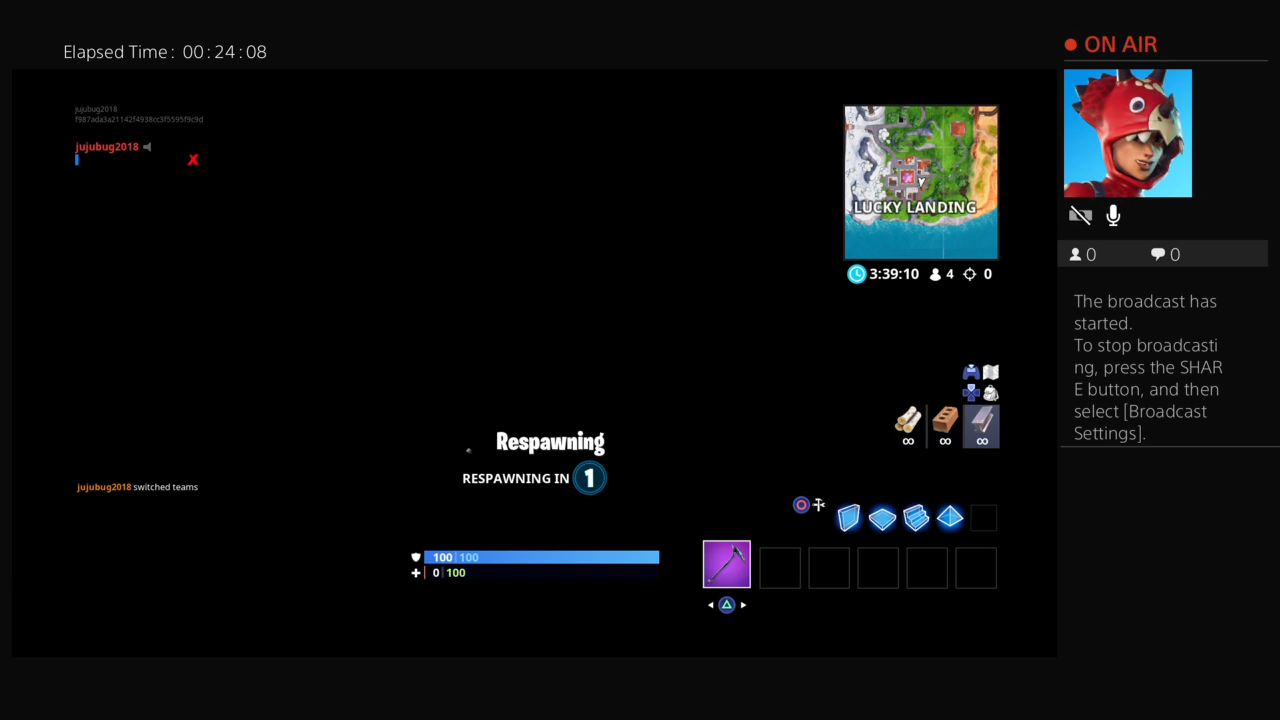 Elapsed Time: 00:24:08
ON AIR
jujubug2018
f987ada3a21142f4938cc3f5595f9c9d
jujubug2018
X
LUCKY LANDING
3:39:10 4 0
0 0
The broadcast has
started.
To stop broadcasti
ng, press the SHAR
E button, and then
select [Broadcast
Settings].
∞ ∞ ∞
Respawning
RESPAWNING IN 1
jujubug2018 switched teams
100 | 100
0 | 100